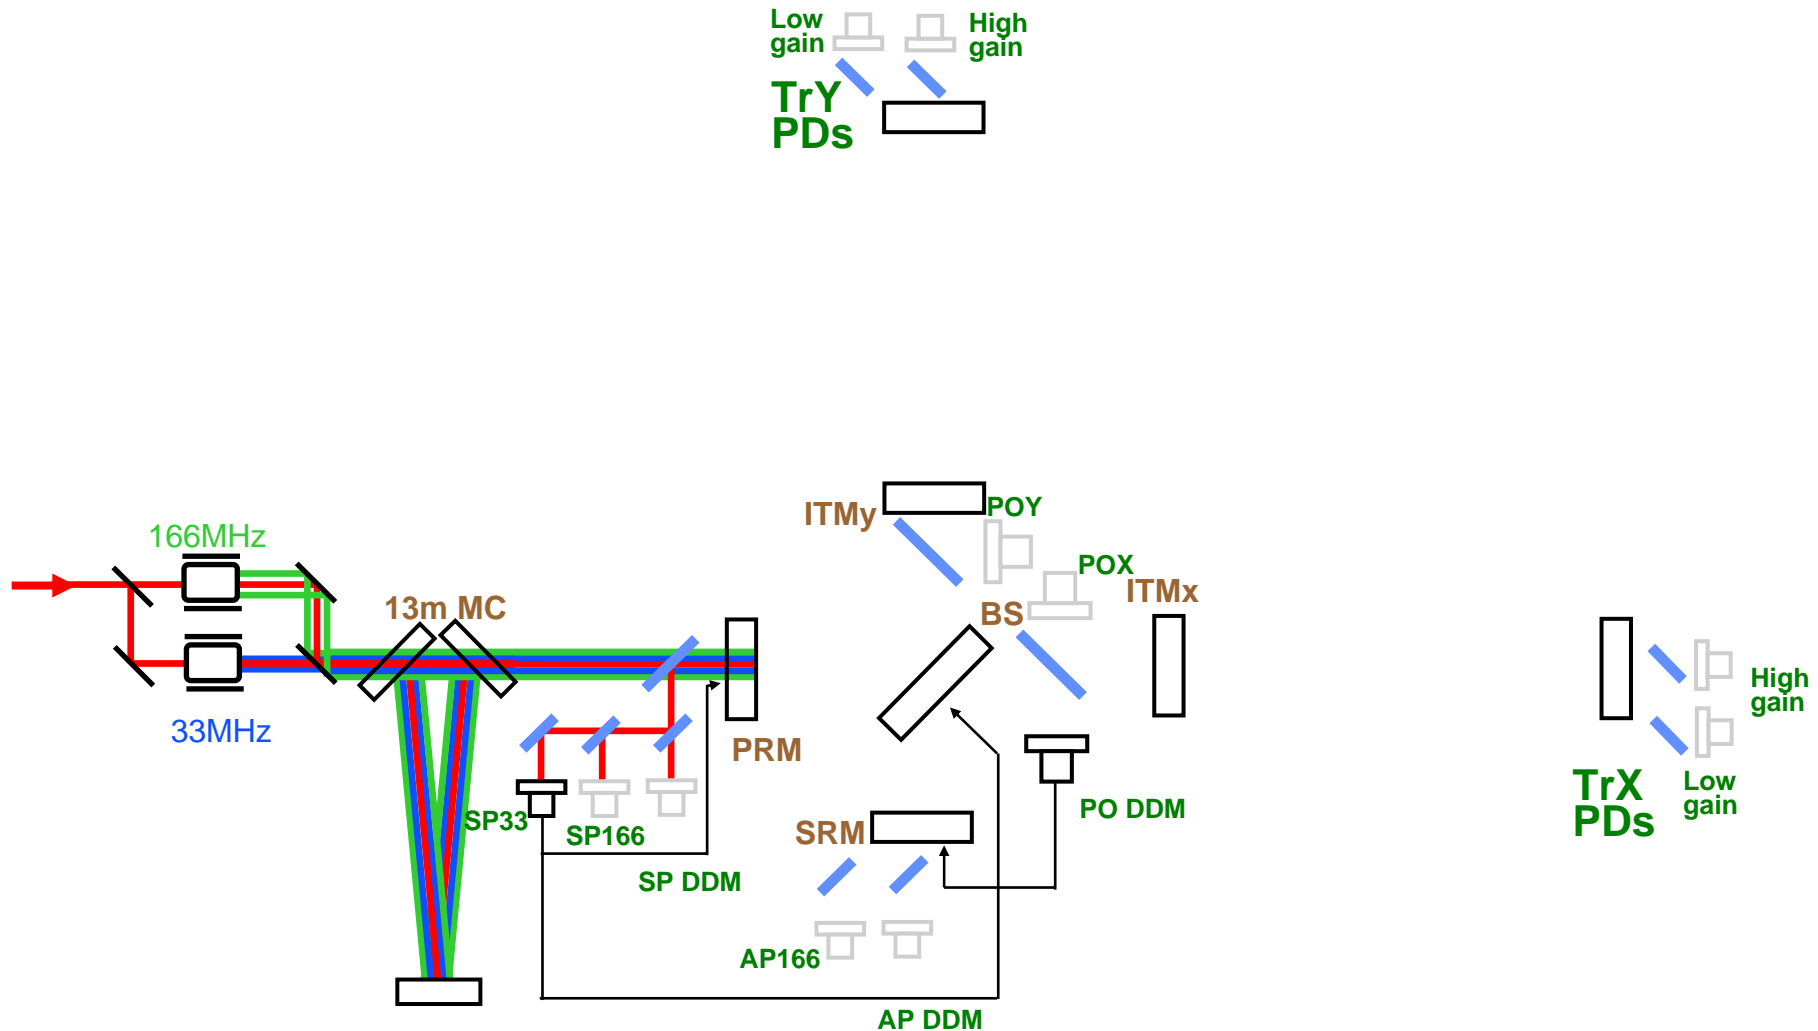 Low
gain
High
gain
TrY
PDs
ITMy
POY
166MHz
POX
ITMx
13m MC
BS
33MHz
PRM
High
gain
SP33
SP166
SRM
PO DDM
TrX
PDs
Low
gain
SP DDM
AP166
AP DDM